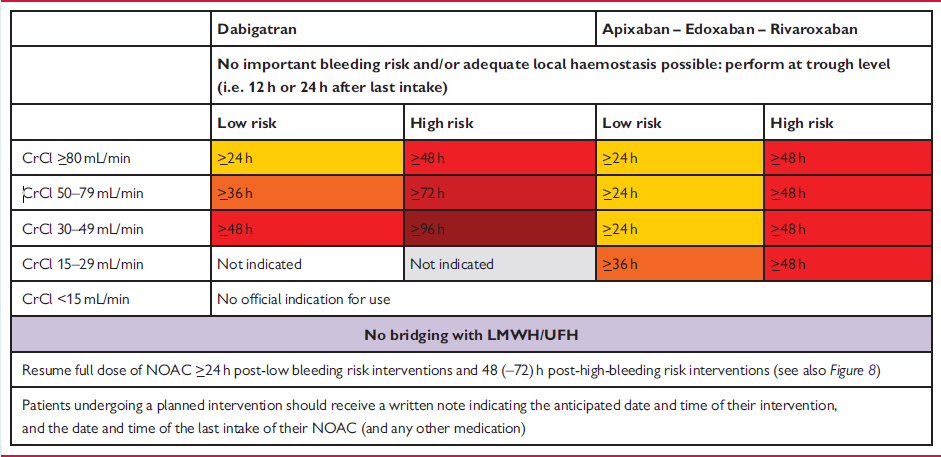 Dabigatran Apixaban – Edoxaban – Rivaroxaban
No important bleeding risk and/or adequate local haemostasis possible: perform at trough level
(i.e. 12 h or 24 h after last intake)
Low risk High risk Low risk High risk
CrCl ≥80 mL/min ≥24 h ≥48 h ≥24 h ≥48 h
CrCl 50–79 mL/min ≥36 h ≥72 h ≥24 h ≥48 h
CrCl 30–49 mL/min ≥48 h ≥96 h ≥24 h ≥48 h
CrCl 15–29 mL/min Not indicated Not indicated ≥36 h ≥48 h
CrCl <15 mL/min No official indication for use
No bridging with LMWH/UFH
Resume full dose of NOAC ≥24 h post-low bleeding risk interventions and 48 (–72) h post-high-bleeding risk interventions (see also Figure 8)
Patients undergoing a planned intervention should receive a written note indicating the anticipated date and time of their intervention,
and the date and time of the last intake of their NOAC (and any other medication)